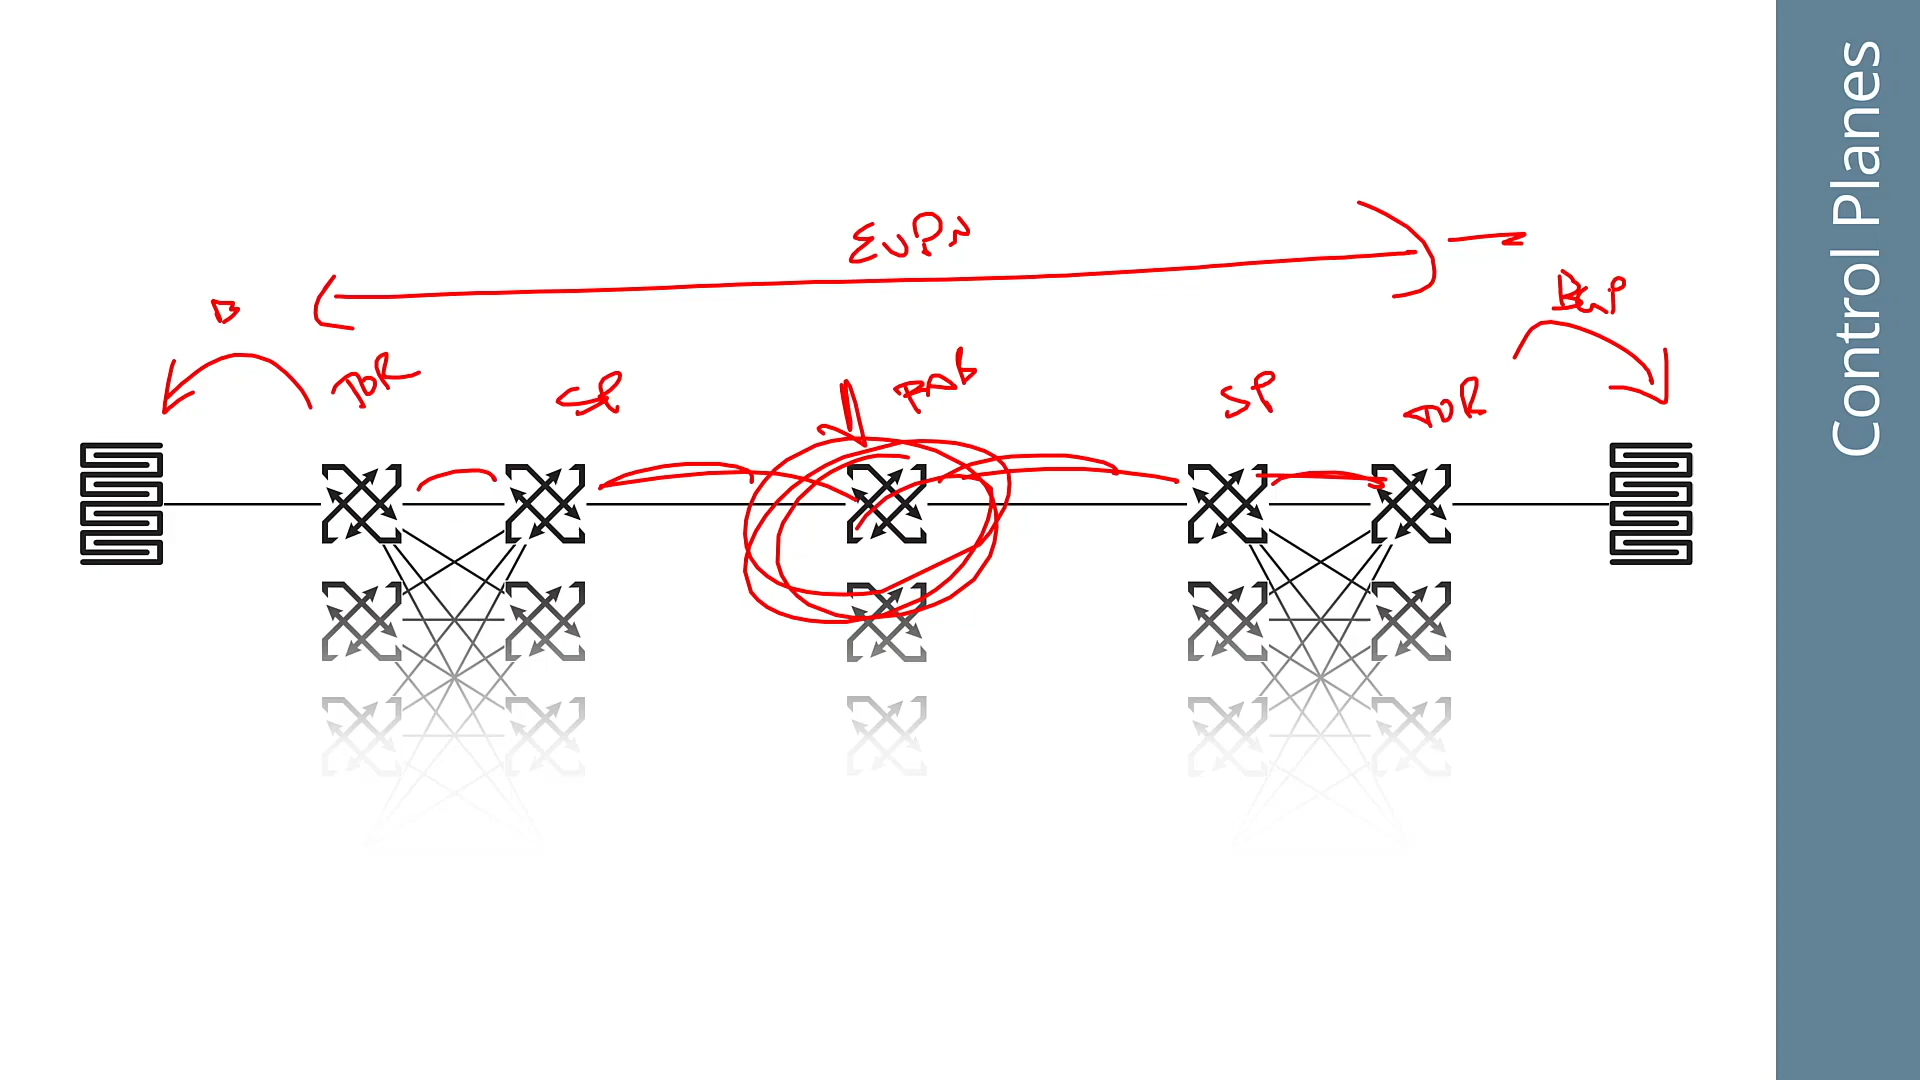 EVPN
BGP
TOR
SP
FAB
SP
TOR
Control Planes